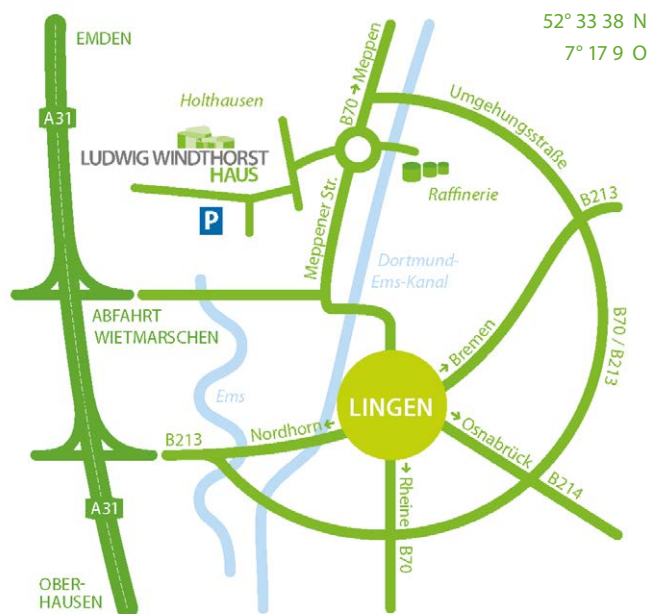 52° 33 38 N
7° 17 9 O
EMDEN
A31
Holthausen
LUDWIG WINDTHORST
HAUS
P
B70 → Meppen
Umgehungsstraße
B213
Raffinerie
Meppener Str.
Dortmund-
Ems-Kanal
ABFAHRT
WIETMARSCHEN
B70 / B213
→ Bremen
Ems
LINGEN
B213
Nordhorn ←
→ Osnabrück
B214
→ Rheine
B70
A31
OBER-
HAUSEN